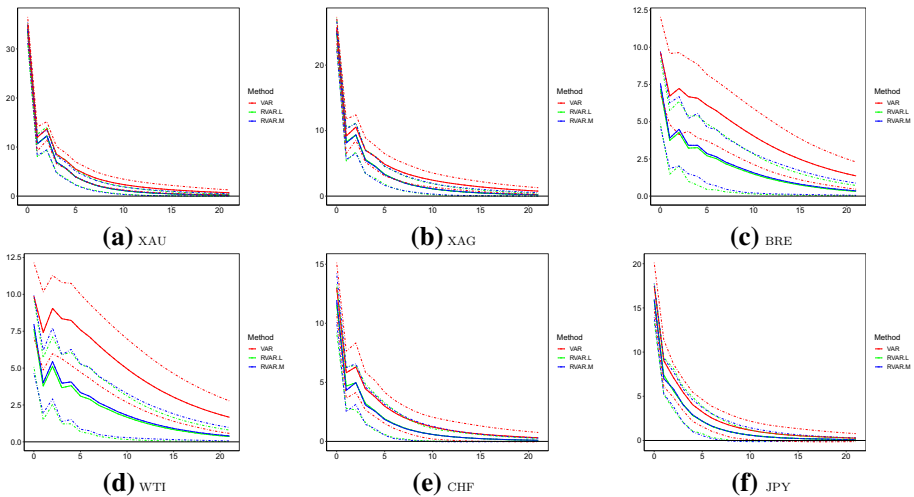 30
20
10
0
0 5 10 15 20
Method
VAR
RVAR.L
RVAR.M
(a) XAU
20
10
0
0 5 10 15 20
Method
VAR
RVAR.L
RVAR.M
(b) XAG
12.5
10.0
7.5
5.0
2.5
0.0
0 5 10 15 20
Method
VAR
RVAR.L
RVAR.M
(c) BRE
12.5
10.0
7.5
5.0
2.5
0.0
0 5 10 15 20
Method
VAR
RVAR.L
RVAR.M
(d) WTI
15
10
5
0
0 5 10 15 20
Method
VAR
RVAR.L
RVAR.M
(e) CHF
20
15
10
5
0
0 5 10 15 20
Method
VAR
RVAR.L
RVAR.M
(f) JPY